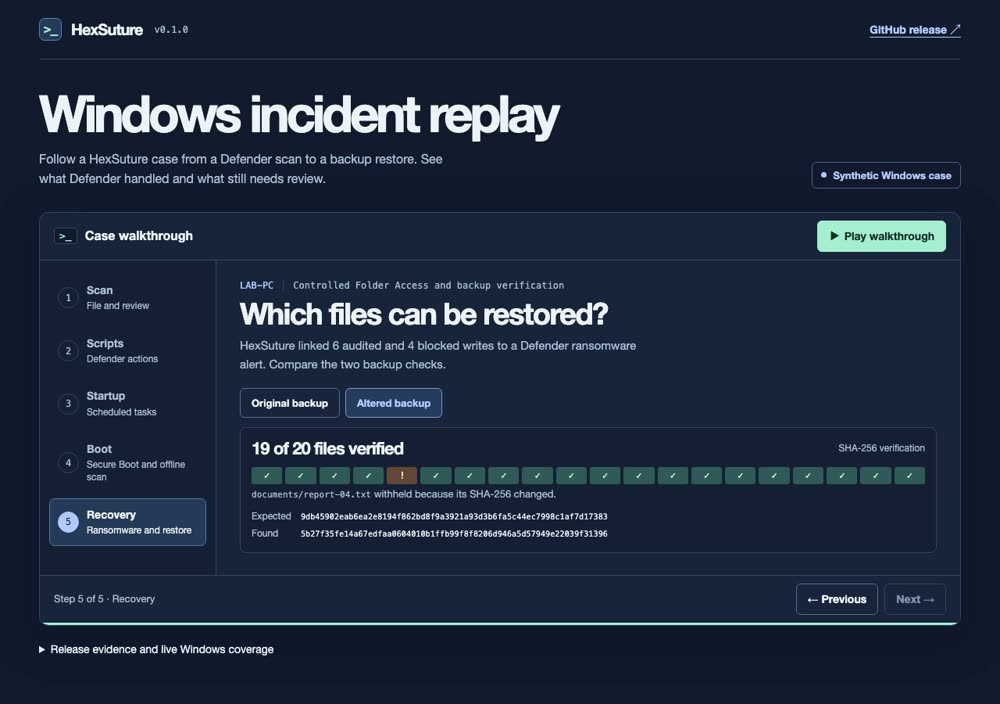 >_ HexSuture v0.1.0
GitHub release ↗
Windows incident replay
Follow a HexSuture case from a Defender scan to a backup restore. See
what Defender handled and what still needs review.
Synthetic Windows case
>_ Case walkthrough
▶ Play walkthrough
1 Scan
File and review
2 Scripts
Defender actions
3 Startup
Scheduled tasks
4 Boot
Secure Boot and offline
scan
5 Recovery
Ransomware and restore
LAB-PC | Controlled Folder Access and backup verification
Which files can be restored?
HexSuture linked 6 audited and 4 blocked writes to a Defender ransomware
alert. Compare the two backup checks.
Original backup
Altered backup
19 of 20 files verified
SHA-256 verification
✓ ✓ ✓ ✓ ! ✓ ✓ ✓ ✓ ✓ ✓ ✓ ✓ ✓ ✓ ✓ ✓ ✓ ✓ ✓
documents/report-04.txt withheld because its SHA-256 changed.
Expected 9db45902eab6ea2e8194f862bd8f9a3921a93d3b6fa5c44ec7998c1af7d17383
Found 5b27f35fe14a67edfaa0604010b1ffb99f8f8206d946a5d57949e22039f31396
Step 5 of 5 · Recovery
← Previous
Next →
▶ Release evidence and live Windows coverage